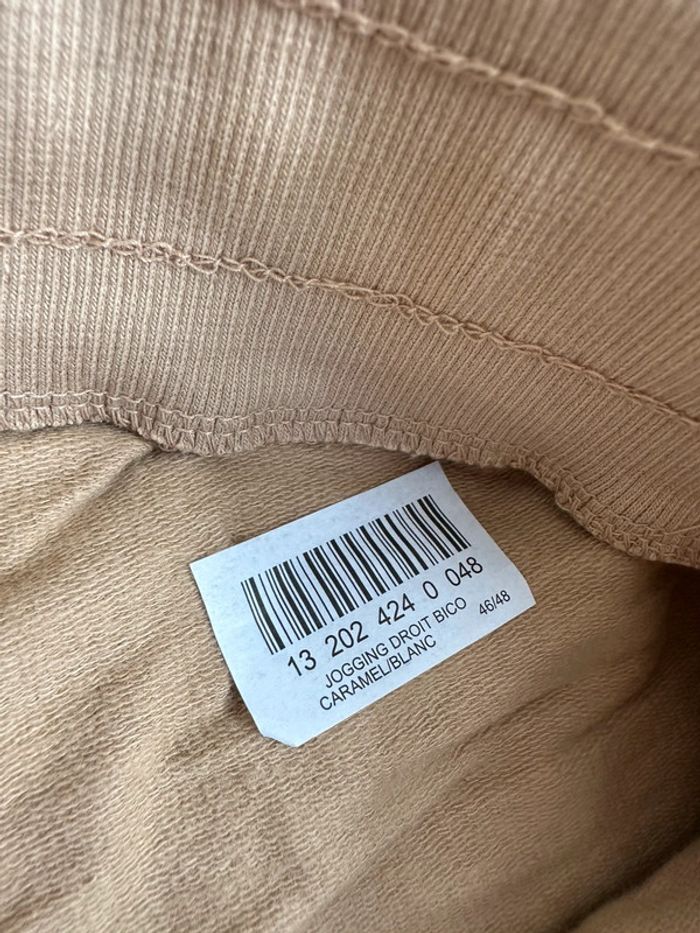 13 202 424 0 048
JOGGING DROIT BICO 46/48
CARAMEL/BLANC